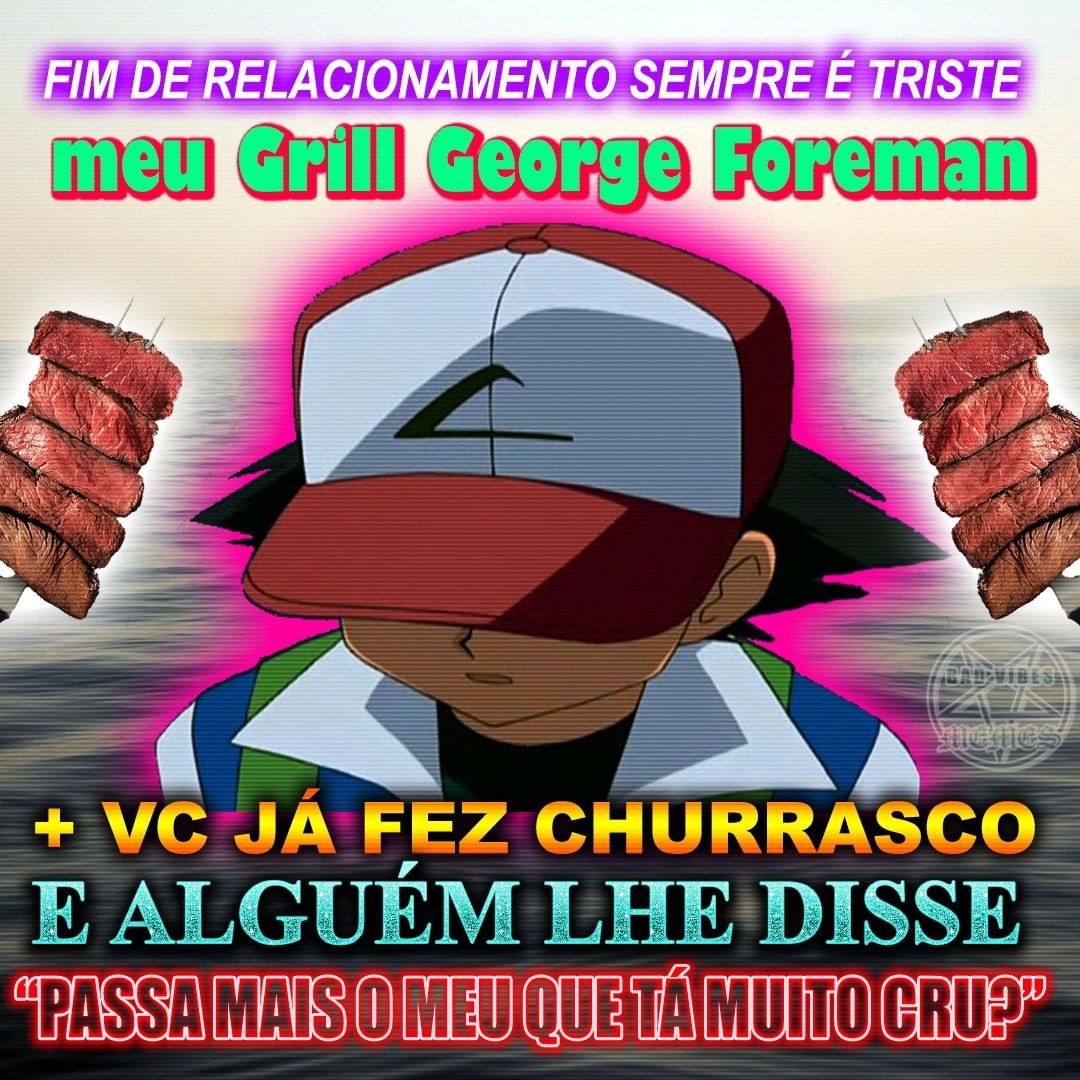 FIM DE RELACIONAMENTO SEMPRE É TRISTE
meu Grill George Foreman
BAD VIBES
memes
+ VC JÁ FEZ CHURRASCO
E ALGUÉM LHE DISSE
“PASSA MAIS O MEU QUE TÁ MUITO CRU?”